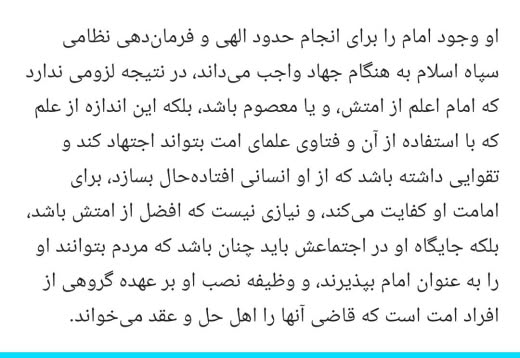 او وجود امام را برای انجام حدود الهی و فرمان‌دهی نظامی
سپاه اسلام به هنگام جهاد واجب می‌داند، در نتیجه لزومی ندارد
که امام اعلم از امتش، و یا معصوم باشد، بلکه این اندازه از علم
که با استفاده از آن و فتاوی علمای امت بتواند اجتهاد کند و
تقوایی داشته باشد که از او انسانی افتاده‌حال بسازد، برای
امامت او کفایت می‌کند، و نیازی نیست که افضل از امتش باشد،
بلکه جایگاه او در اجتماعش باید چنان باشد که مردم بتوانند او
را به عنوان امام بپذیرند، و وظیفه نصب او بر عهده گروهی از
افراد امت است که قاضی آنها را اهل حل و عقد می‌خواند.